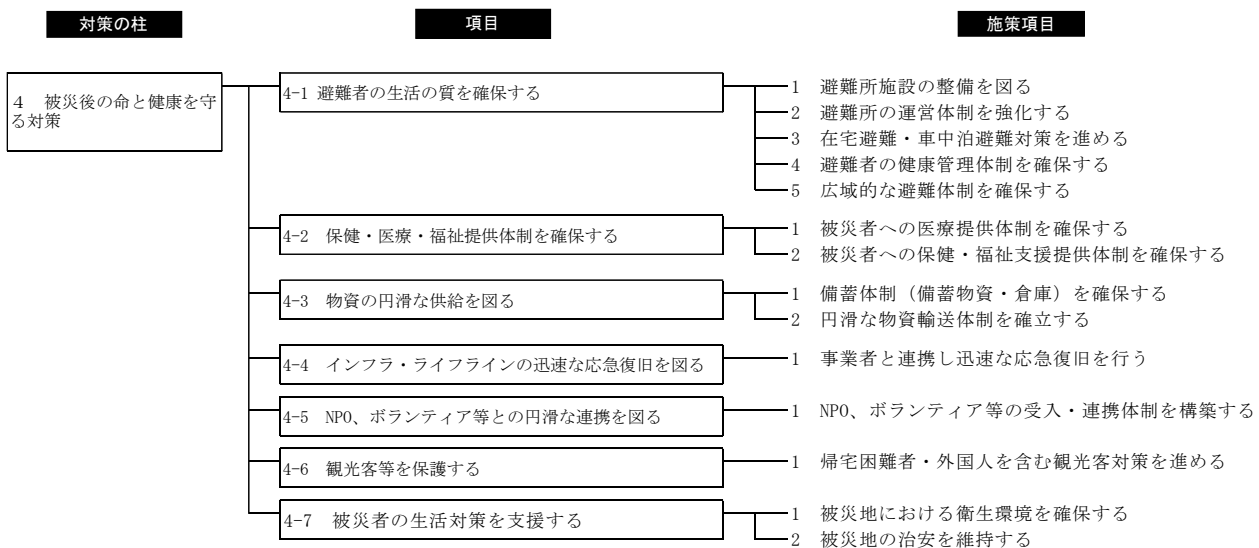 対策の柱 項目 施策項目
4 被災後の命と健康を守
る対策
4-1 避難者の生活の質を確保する
1 避難所施設の整備を図る
2 避難所の運営体制を強化する
3 在宅避難・車中泊避難対策を進める
4 避難者の健康管理体制を確保する
5 広域的な避難体制を確保する
4-2 保健・医療・福祉提供体制を確保する
1 被災者への医療提供体制を確保する
2 被災者への保健・福祉支援提供体制を確保する
4-3 物資の円滑な供給を図る
1 備蓄体制（備蓄物資・倉庫）を確保する
2 円滑な物資輸送体制を確立する
4-4 インフラ・ライフラインの迅速な応急復旧を図る
1 事業者と連携し迅速な応急復旧を行う
4-5 NPO、ボランティア等との円滑な連携を図る
1 NPO、ボランティア等の受入・連携体制を構築する
4-6 観光客等を保護する
1 帰宅困難者・外国人を含む観光客対策を進める
4-7 被災者の生活対策を支援する
1 被災地における衛生環境を確保する
2 被災地の治安を維持する